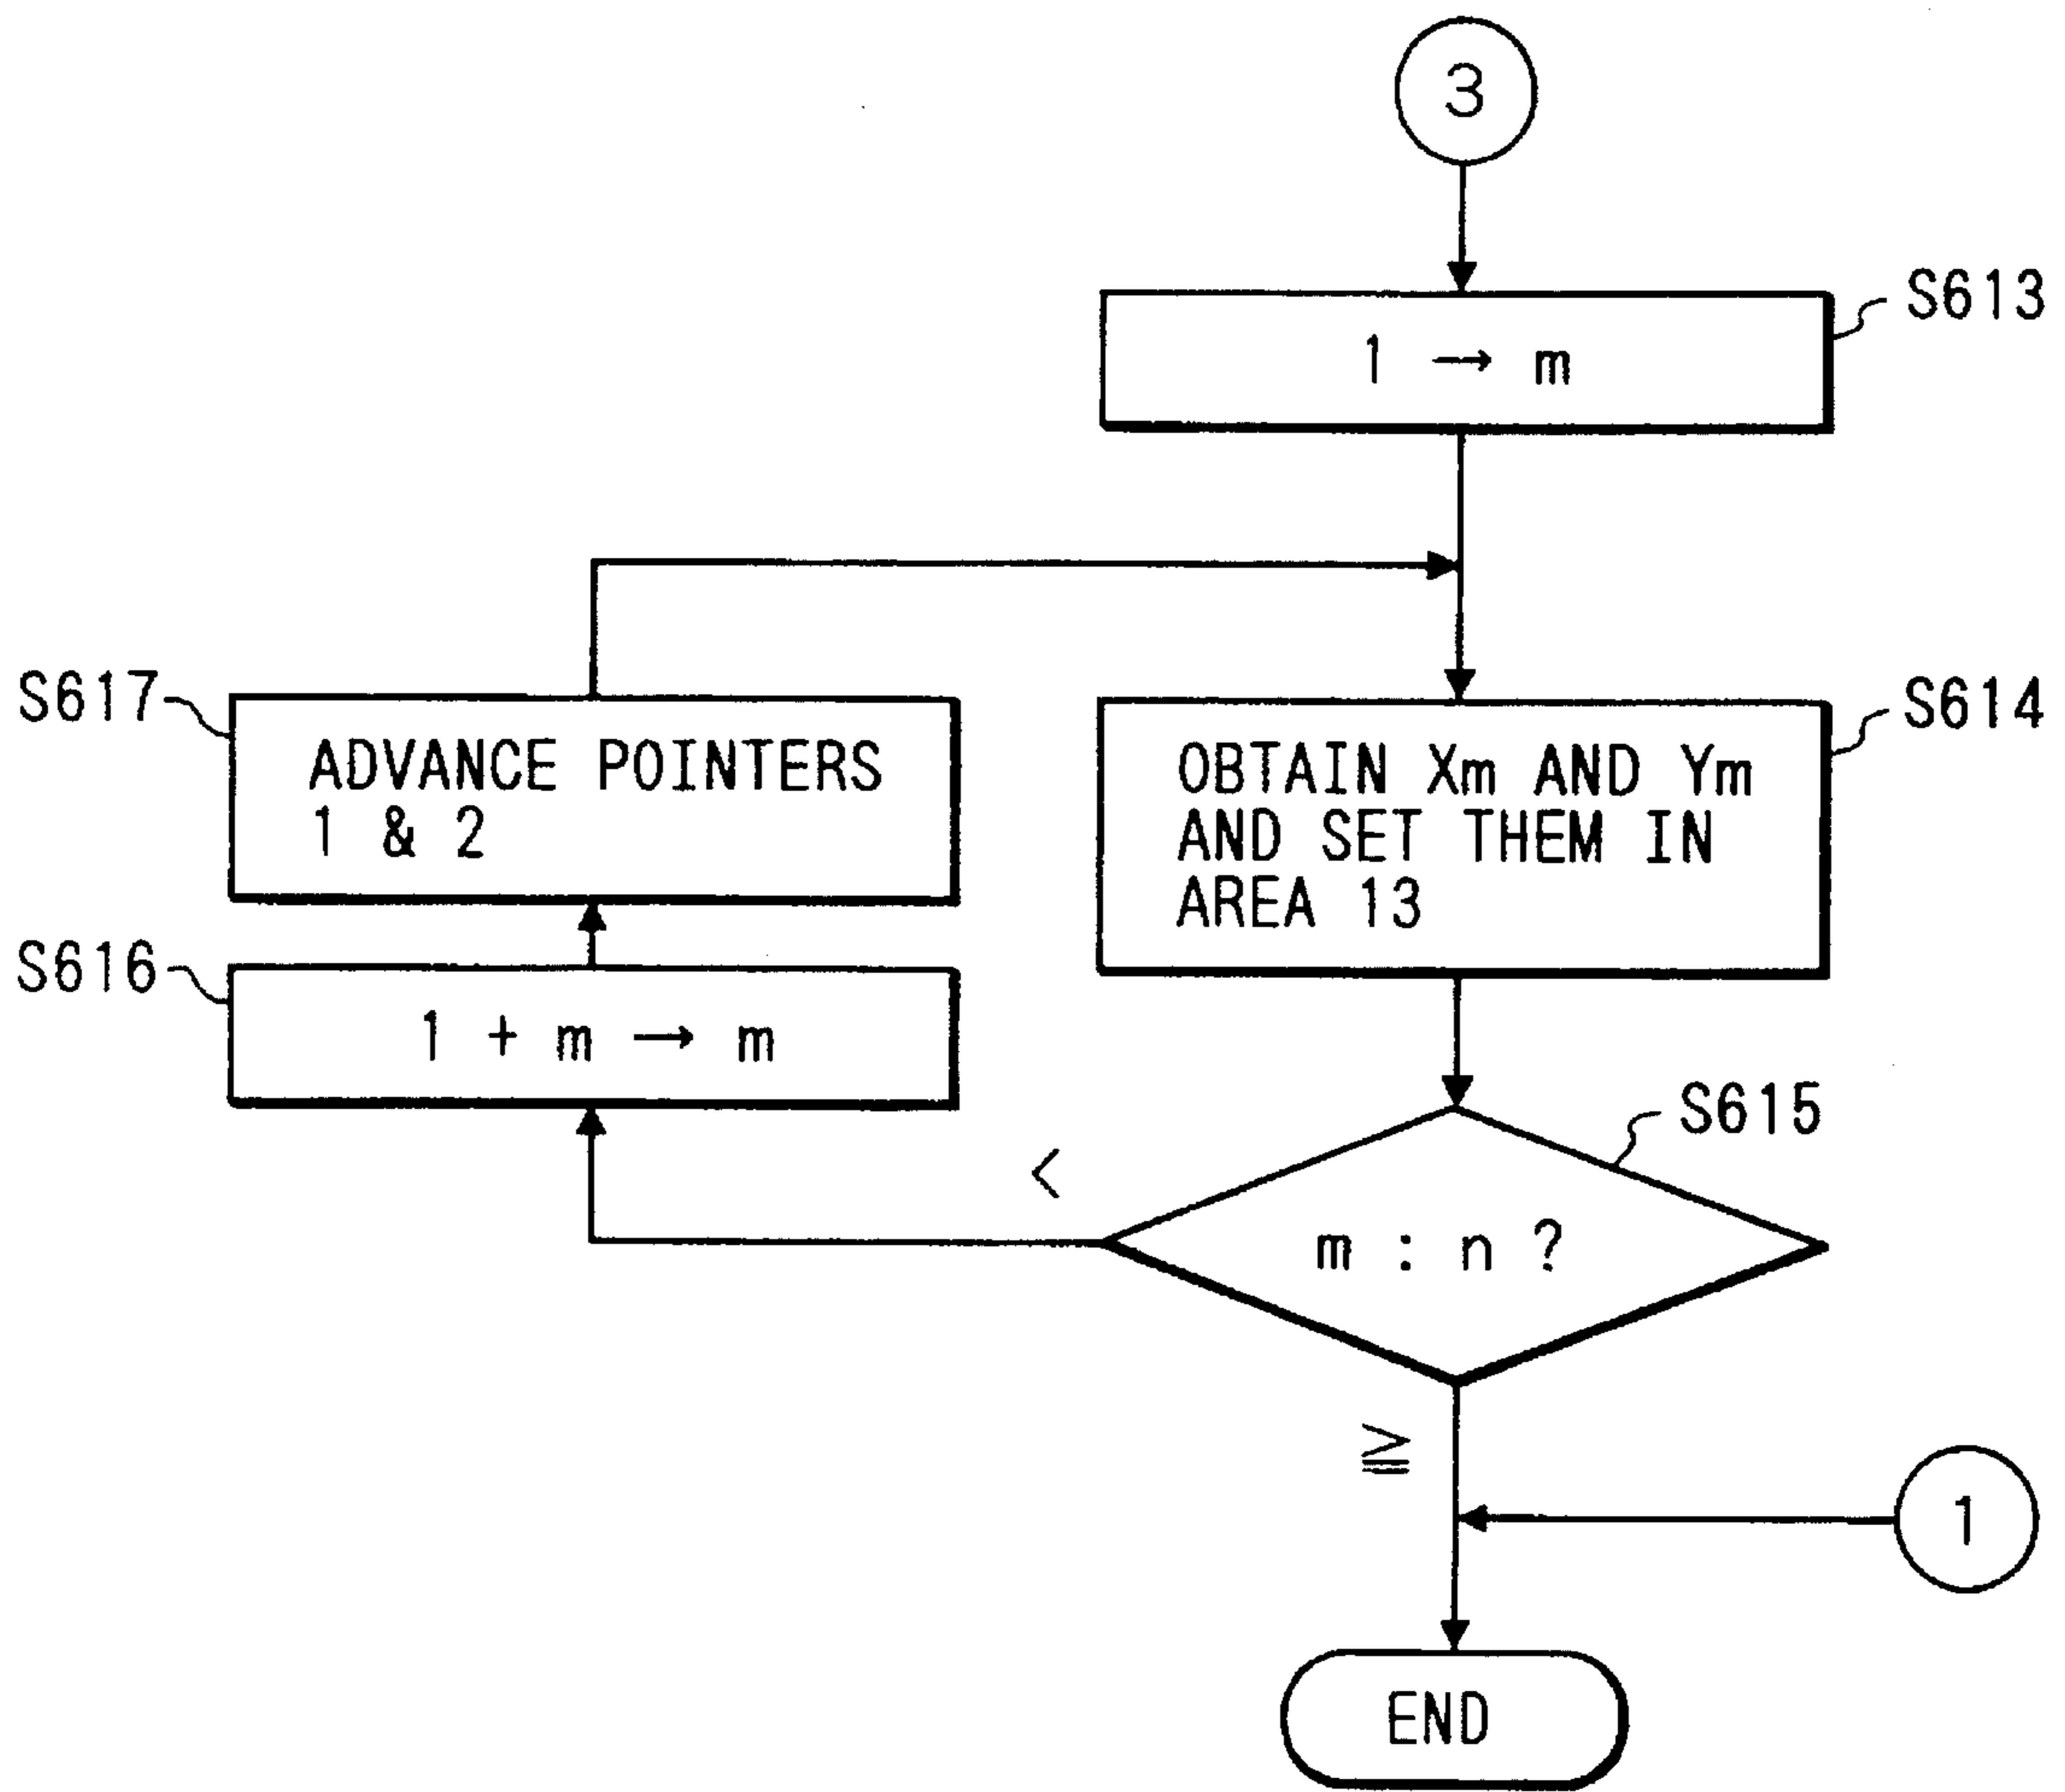 3
S613
1 → m
S617
ADVANCE POINTERS
1 & 2
S614
OBTAIN Xm AND Ym
AND SET THEM IN
AREA 13
S616
1 + m → m
S615
<
m : n ?
≧
1
END